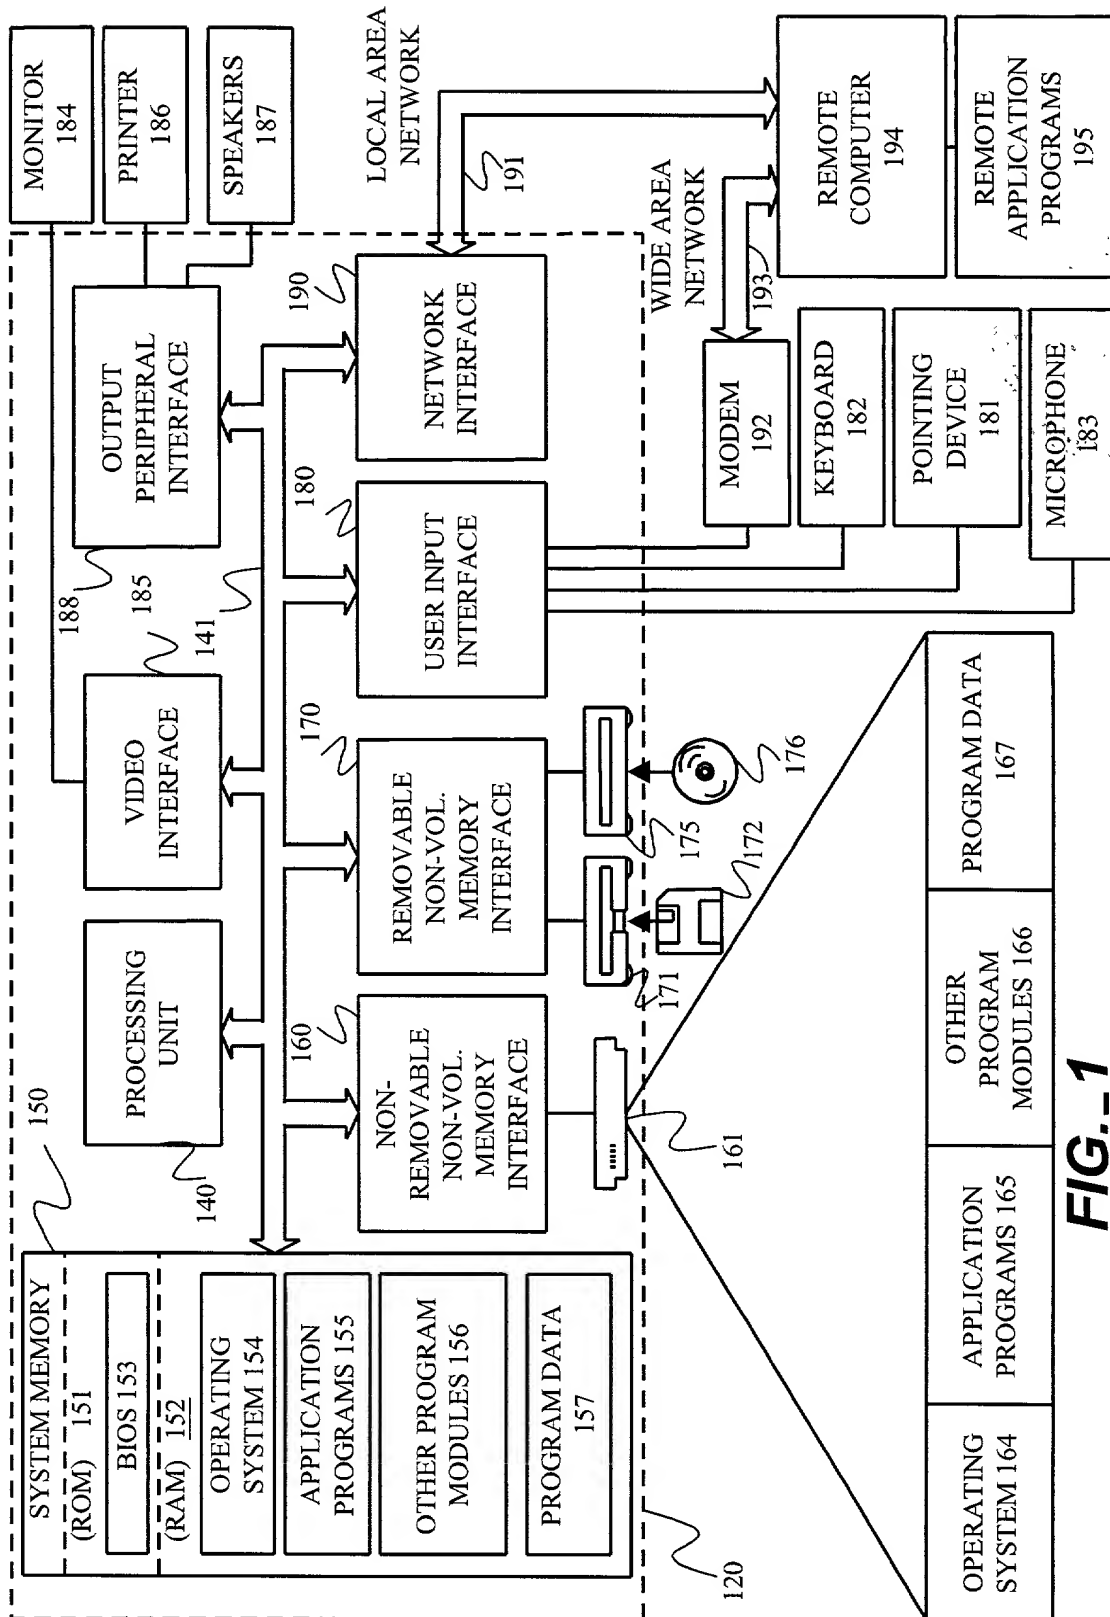 SYSTEM MEMORY
(ROM) 151
BIOS 153
(RAM) 152
OPERATING
SYSTEM 154
APPLICATION
PROGRAMS 155
OTHER PROGRAM
MODULES 156
PROGRAM DATA
157
150
PROCESSING
UNIT
140
VIDEO
INTERFACE
188
185
141
OUTPUT
PERIPHERAL
INTERFACE
MONITOR
184
PRINTER
186
SPEAKERS
187
NON-
REMOVABLE
NON-VOL.
MEMORY
INTERFACE
160
REMOVABLE
NON-VOL.
MEMORY
INTERFACE
170
USER INPUT
INTERFACE
180
NETWORK
INTERFACE
190
LOCAL AREA
NETWORK
191
120
161
171
172
175
176
WIDE AREA
NETWORK
193
MODEM
192
KEYBOARD
182
POINTING
DEVICE
181
MICROPHONE
183
REMOTE
COMPUTER
194
REMOTE
APPLICATION
PROGRAMS
195
OPERATING
SYSTEM 164
APPLICATION
PROGRAMS 165
OTHER
PROGRAM
MODULES 166
PROGRAM DATA
167
FIG._ 1